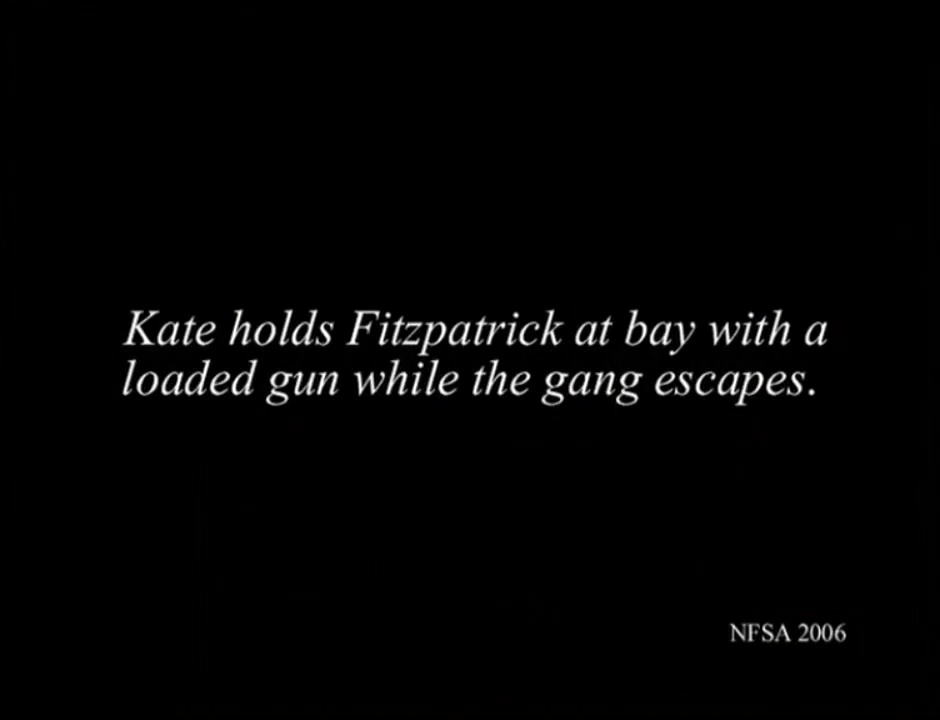 Kate holds Fitzpatrick at bay with a
loaded gun while the gang escapes.
NFSA 2006